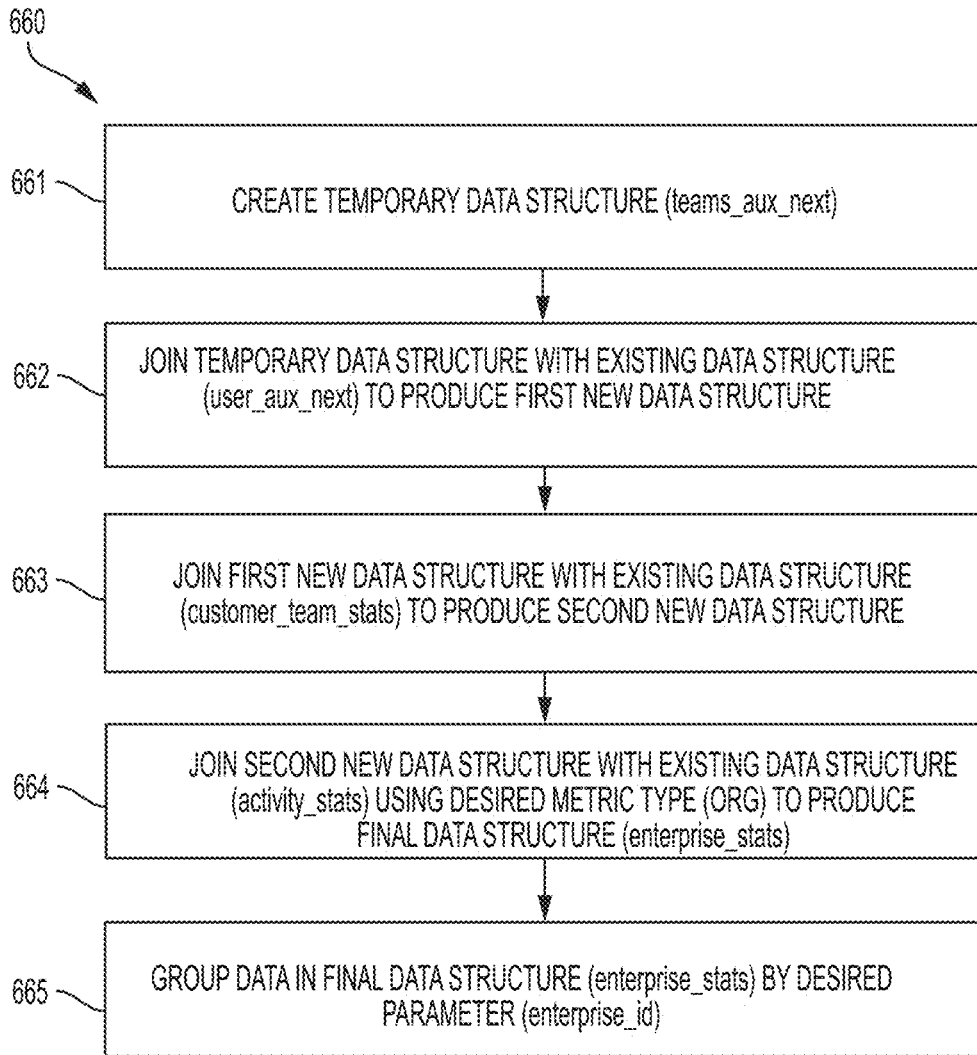 660
661
CREATE TEMPORARY DATA STRUCTURE (teams_aux_next)
662
JOIN TEMPORARY DATA STRUCTURE WITH EXISTING DATA STRUCTURE
(user_aux_next) TO PRODUCE FIRST NEW DATA STRUCTURE
663
JOIN FIRST NEW DATA STRUCTURE WITH EXISTING DATA STRUCTURE
(customer_team_stats) TO PRODUCE SECOND NEW DATA STRUCTURE
664
JOIN SECOND NEW DATA STRUCTURE WITH EXISTING DATA STRUCTURE
(activity_stats) USING DESIRED METRIC TYPE (ORG) TO PRODUCE
FINAL DATA STRUCTURE (enterprise_stats)
665
GROUP DATA IN FINAL DATA STRUCTURE (enterprise_stats) BY DESIRED
PARAMETER (enterprise_id)